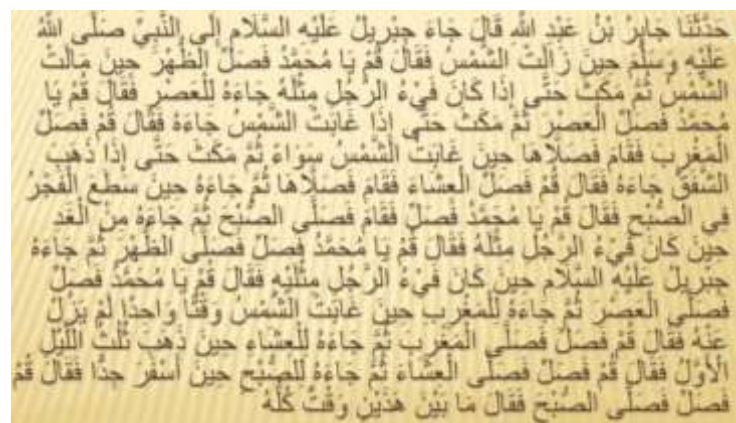 حَدَّثَنَا جَابِرُ بْنُ عَبْدِ اللَّهِ قَالَ جَاءَ جِبْرِيلُ عَلَيْهِ السَّلَام إِلَى النَّبِيِّ صَلَّى اللَّهُ
عَلَيْهِ وَسَلَّمَ حِينَ زَالَتْ الشَّمْسُ فَقَالَ قُمْ يَا مُحَمَّدُ فَصَلِّ الظُّهْرَ حِينَ مَالَتْ
الشَّمْسُ ثُمَّ مَكَثَ حَتَّى إِذَا كَانَ فَيْءُ الرَّجُلِ مِثْلَهُ جَاءَهُ لِلْعَصْرِ فَقَالَ قُمْ يَا
مُحَمَّدُ فَصَلِّ الْعَصْرَ ثُمَّ مَكَثَ حَتَّى إِذَا غَابَتْ الشَّمْسُ جَاءَهُ فَقَالَ قُمْ فَصَلِّ
الْمَغْرِبَ فَقَامَ فَصَلَّاهَا حِينَ غَابَتْ الشَّمْسُ سَوَاءً ثُمَّ مَكَثَ حَتَّى إِذَا ذَهَبَ
الشَّفَقُ جَاءَهُ فَقَالَ قُمْ فَصَلِّ الْعِشَاءَ فَقَامَ فَصَلَّاهَا ثُمَّ جَاءَهُ حِينَ سَطَعَ الْفَجْرُ
فِي الصُّبْحِ فَقَالَ قُمْ يَا مُحَمَّدُ فَصَلِّ فَقَامَ فَصَلَّى الصُّبْحَ ثُمَّ جَاءَهُ مِنْ الْغَدِ
حِينَ كَانَ فَيْءُ الرَّجُلِ مِثْلَهُ فَقَالَ قُمْ يَا مُحَمَّدُ فَصَلِّ فَصَلَّى الظُّهْرَ ثُمَّ جَاءَهُ
جِبْرِيلُ عَلَيْهِ السَّلَام حِينَ كَانَ فَيْءُ الرَّجُلِ مِثْلَيْهِ فَقَالَ قُمْ يَا مُحَمَّدُ فَصَلِّ
فَصَلَّى الْعَصْرَ ثُمَّ جَاءَهُ لِلْمَغْرِبِ حِينَ غَابَتْ الشَّمْسُ وَقْتًا وَاحِدًا لَمْ يَزُلْ
عَنْهُ فَقَالَ قُمْ فَصَلِّ فَصَلَّى الْمَغْرِبَ ثُمَّ جَاءَهُ لِلْعِشَاءِ حِينَ ذَهَبَ ثُلُثُ اللَّيْلِ
الْأَوَّلُ فَقَالَ قُمْ فَصَلِّ فَصَلَّى الْعِشَاءَ ثُمَّ جَاءَهُ لِلصُّبْحِ حِينَ أَسْفَرَ جِدًّا فَقَالَ قُمْ
فَصَلِّ فَصَلَّى الصُّبْحَ فَقَالَ مَا بَيْنَ هَذَيْنِ وَقْتٌ كُلُّهُ